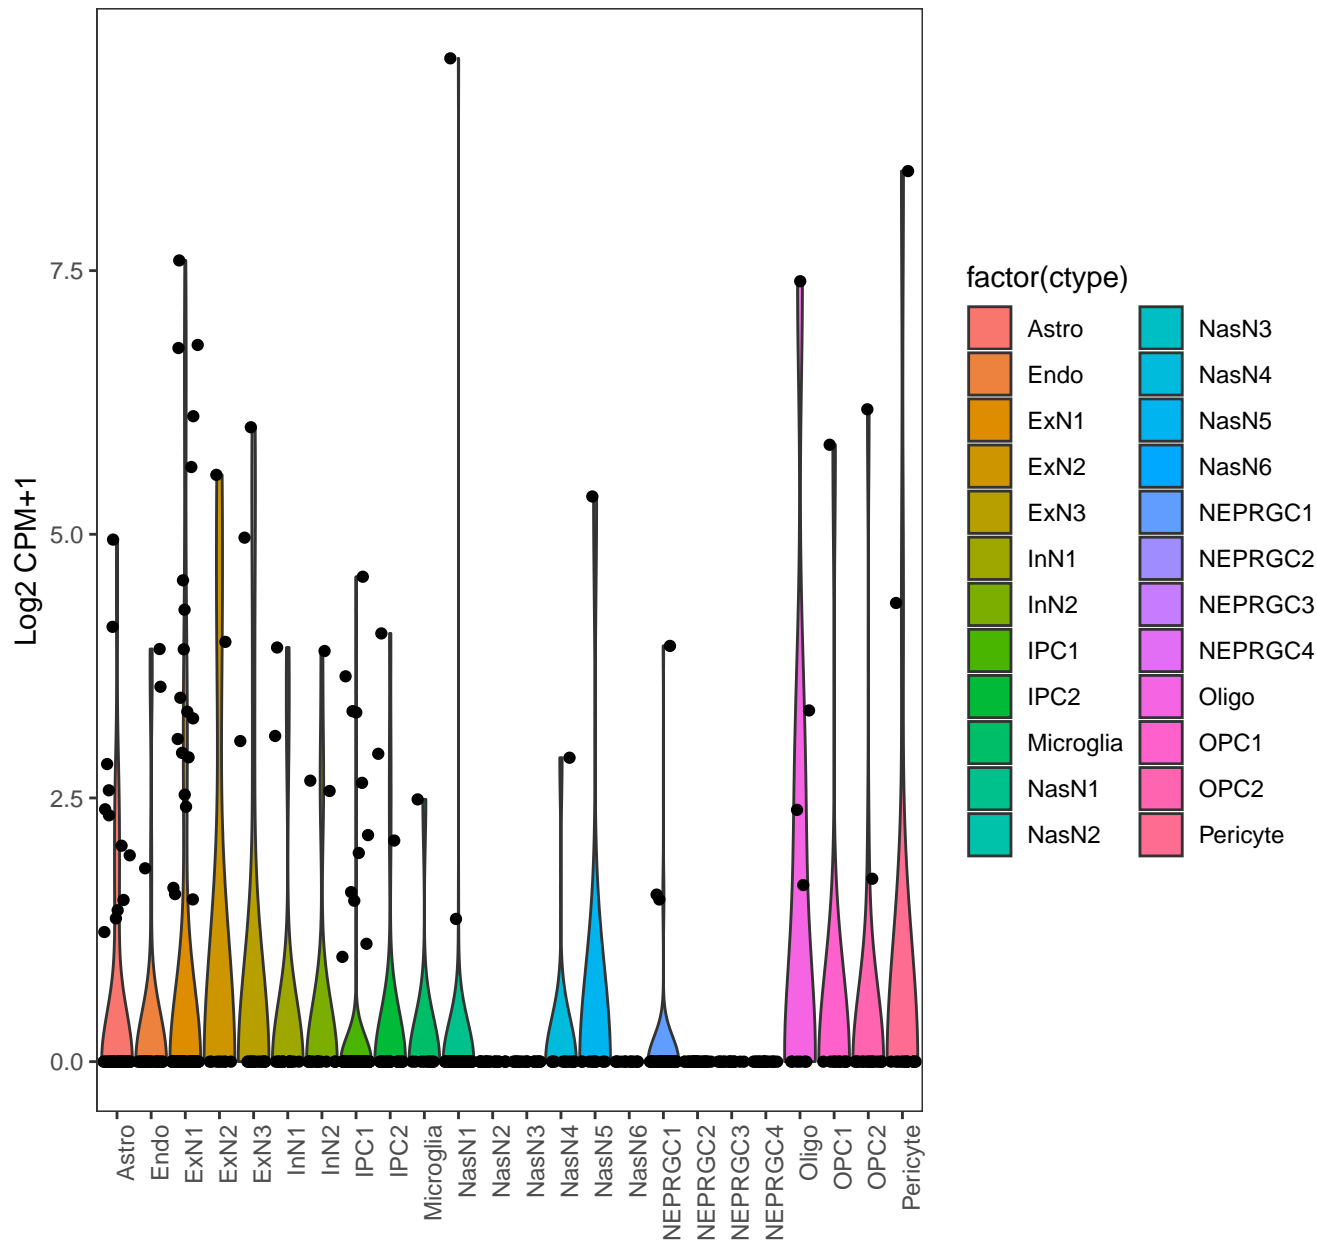 Log2 CPM+1
7.5
5.0
2.5
0.0
Astro
Endo
ExN1
ExN2
ExN3
InN1
InN2
IPC1
IPC2
Microglia
NasN1
NasN2
NasN3
NasN4
NasN5
NasN6
NEPRGC1
NEPRGC2
NEPRGC3
NEPRGC4
Oligo
OPC1
OPC2
Pericyte
factor(ctype)
Astro
Endo
ExN1
ExN2
ExN3
InN1
InN2
IPC1
IPC2
Microglia
NasN1
NasN2
NasN3
NasN4
NasN5
NasN6
NEPRGC1
NEPRGC2
NEPRGC3
NEPRGC4
Oligo
OPC1
OPC2
Pericyte